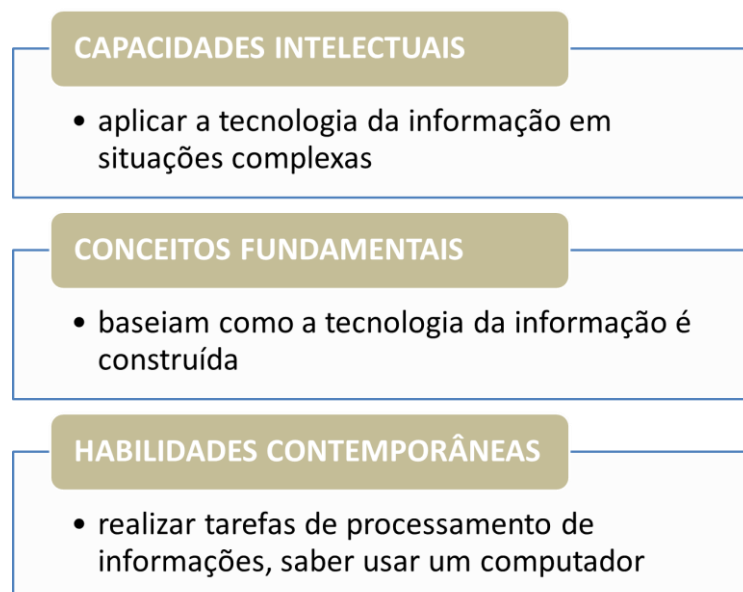 CAPACIDADES INTELECTUAIS
• aplicar a tecnologia da informação em
situações complexas
CONCEITOS FUNDAMENTAIS
• baseiam como a tecnologia da informação é
construída
HABILIDADES CONTEMPORÂNEAS
• realizar tarefas de processamento de
informações, saber usar um computador